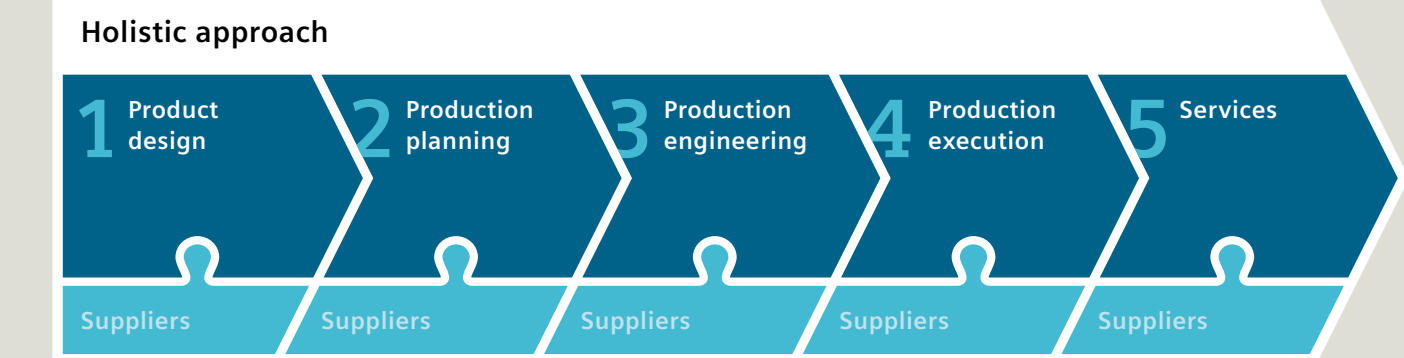 Holistic approach
1 Product
design
2 Production
planning
3 Production
engineering
4 Production
execution
5 Services
Suppliers
Suppliers
Suppliers
Suppliers
Suppliers